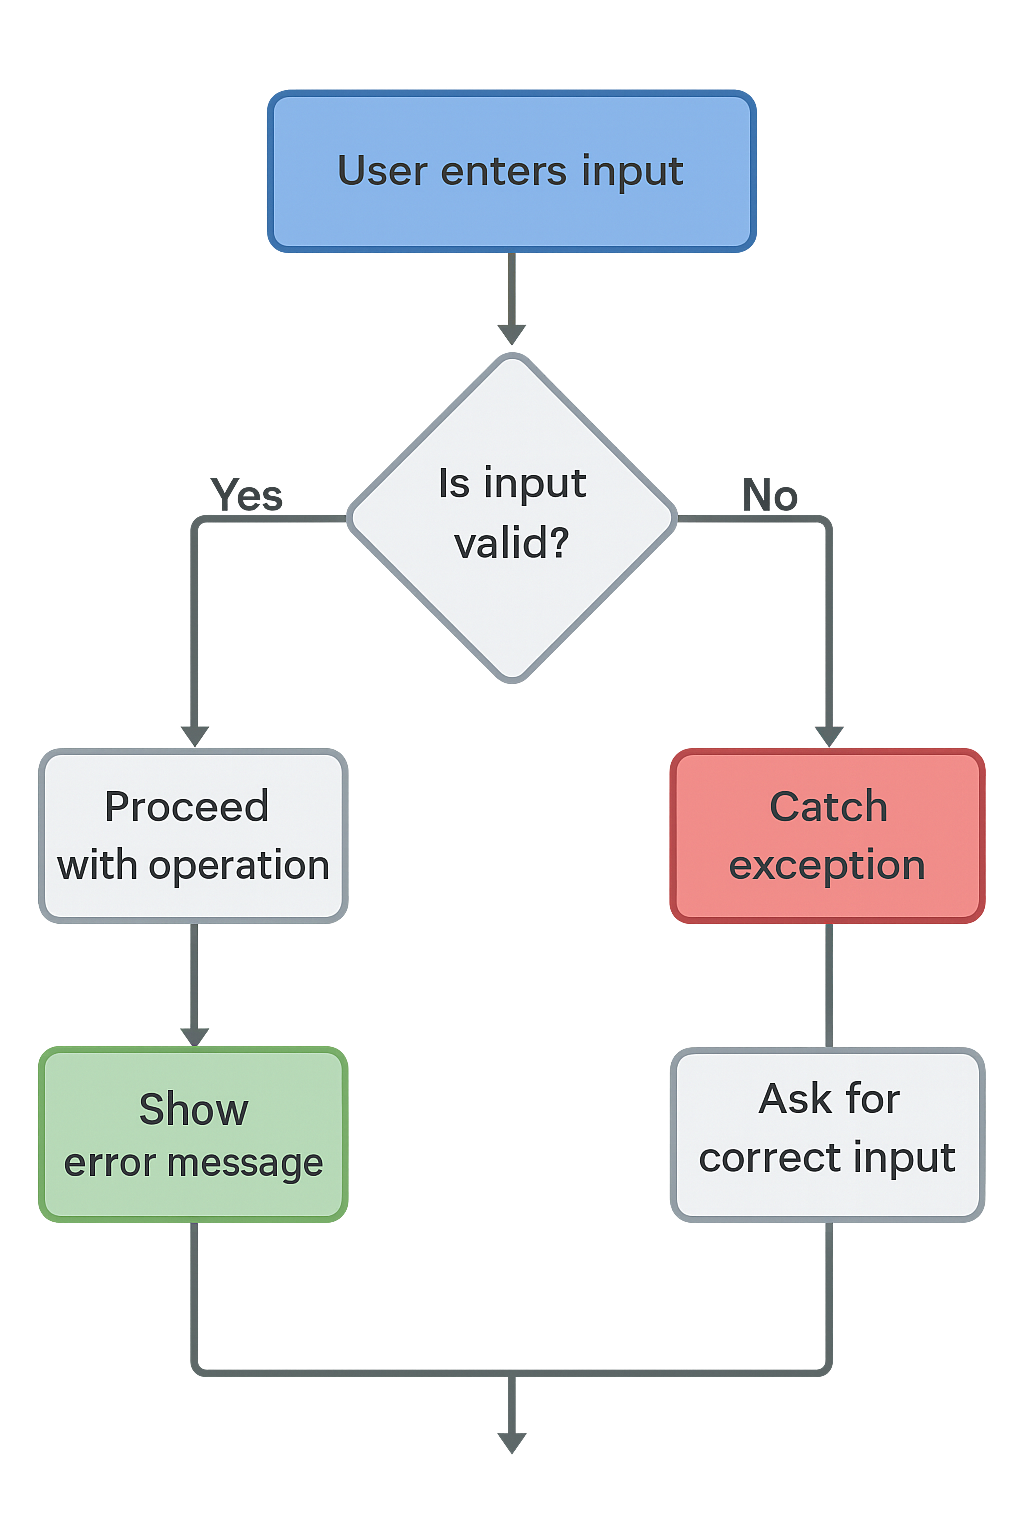 User enters input
Is input
valid?
Yes
No
Proceed
with operation
Catch
exception
Show
error message
Ask for
correct input